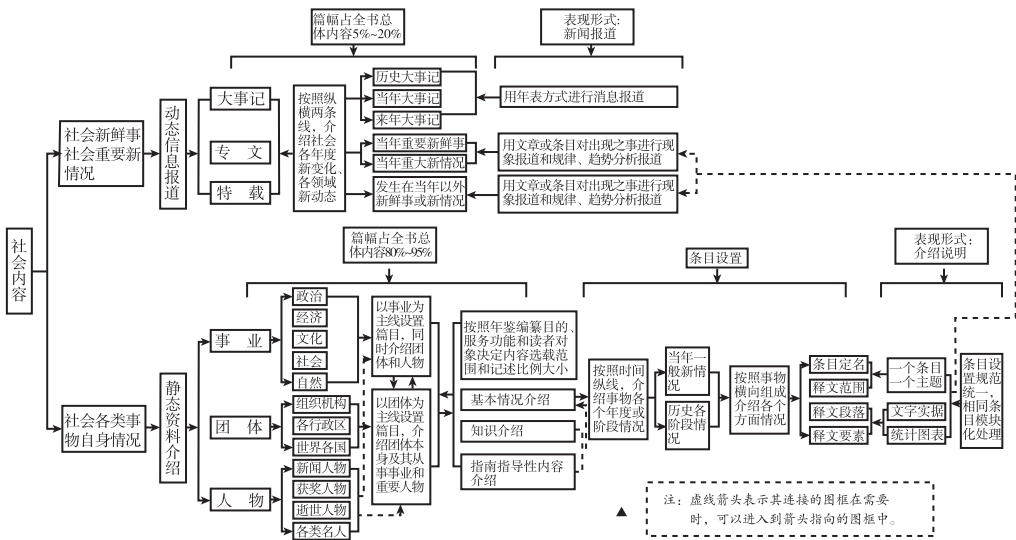 篇幅占全书总
体内容5%~20%
表现形式：
新闻报道
社会内容
社会新鲜事
社会重要新
情况
动态信息报道
大事记
专文
特载
按照纵
横两条
线，介
绍社会
各年度
新变化、
各领域
新动态
历史大事记
当年大事记
来年大事记
当年重要新鲜事
当年重大新情况
发生在当年以外
新鲜事或新情况
用年表方式进行消息报道
用文章或条目对出现之事进行现
象报道和规律、趋势分析报道
用文章或条目对出现之事进行现
象报道和规律、趋势分析报道
篇幅占全书总
体内容80%~95%
条目设置
表现形式：
介绍说明
社会各类事
物自身情况
静态资料介绍
事业
团体
人物
政治
经济
文化
社会
自然
组织机构
各行政区
世界各国
新闻人物
获奖人物
逝世人物
各类名人
以事业为
主线设置
篇目，同
时介绍团
体和人物
以团体为
主线设置
篇目，介
绍团体本
身及其从
事事业和
重要人物
按照年鉴编纂目的、
服务功能和读者对
象决定内容选载范
围和记述比例大小
基本情况介绍
知识介绍
指南指导性内容
介绍
按照时间
纵线，介
绍事物各
个年度或
阶段情况
当年一
般新情
况
历史各
阶段情
况
按照事物
横向组成
介绍各个
方面情况
条目定名
释文范围
释文段落
释文要素
一个条目
一个主题
文字实据
统计图表
条目设
置规范
统一，
相同条
目模块
化处理
注：虚线箭头表示其连接的图框在需要
时，可以进入到箭头指向的图框中。